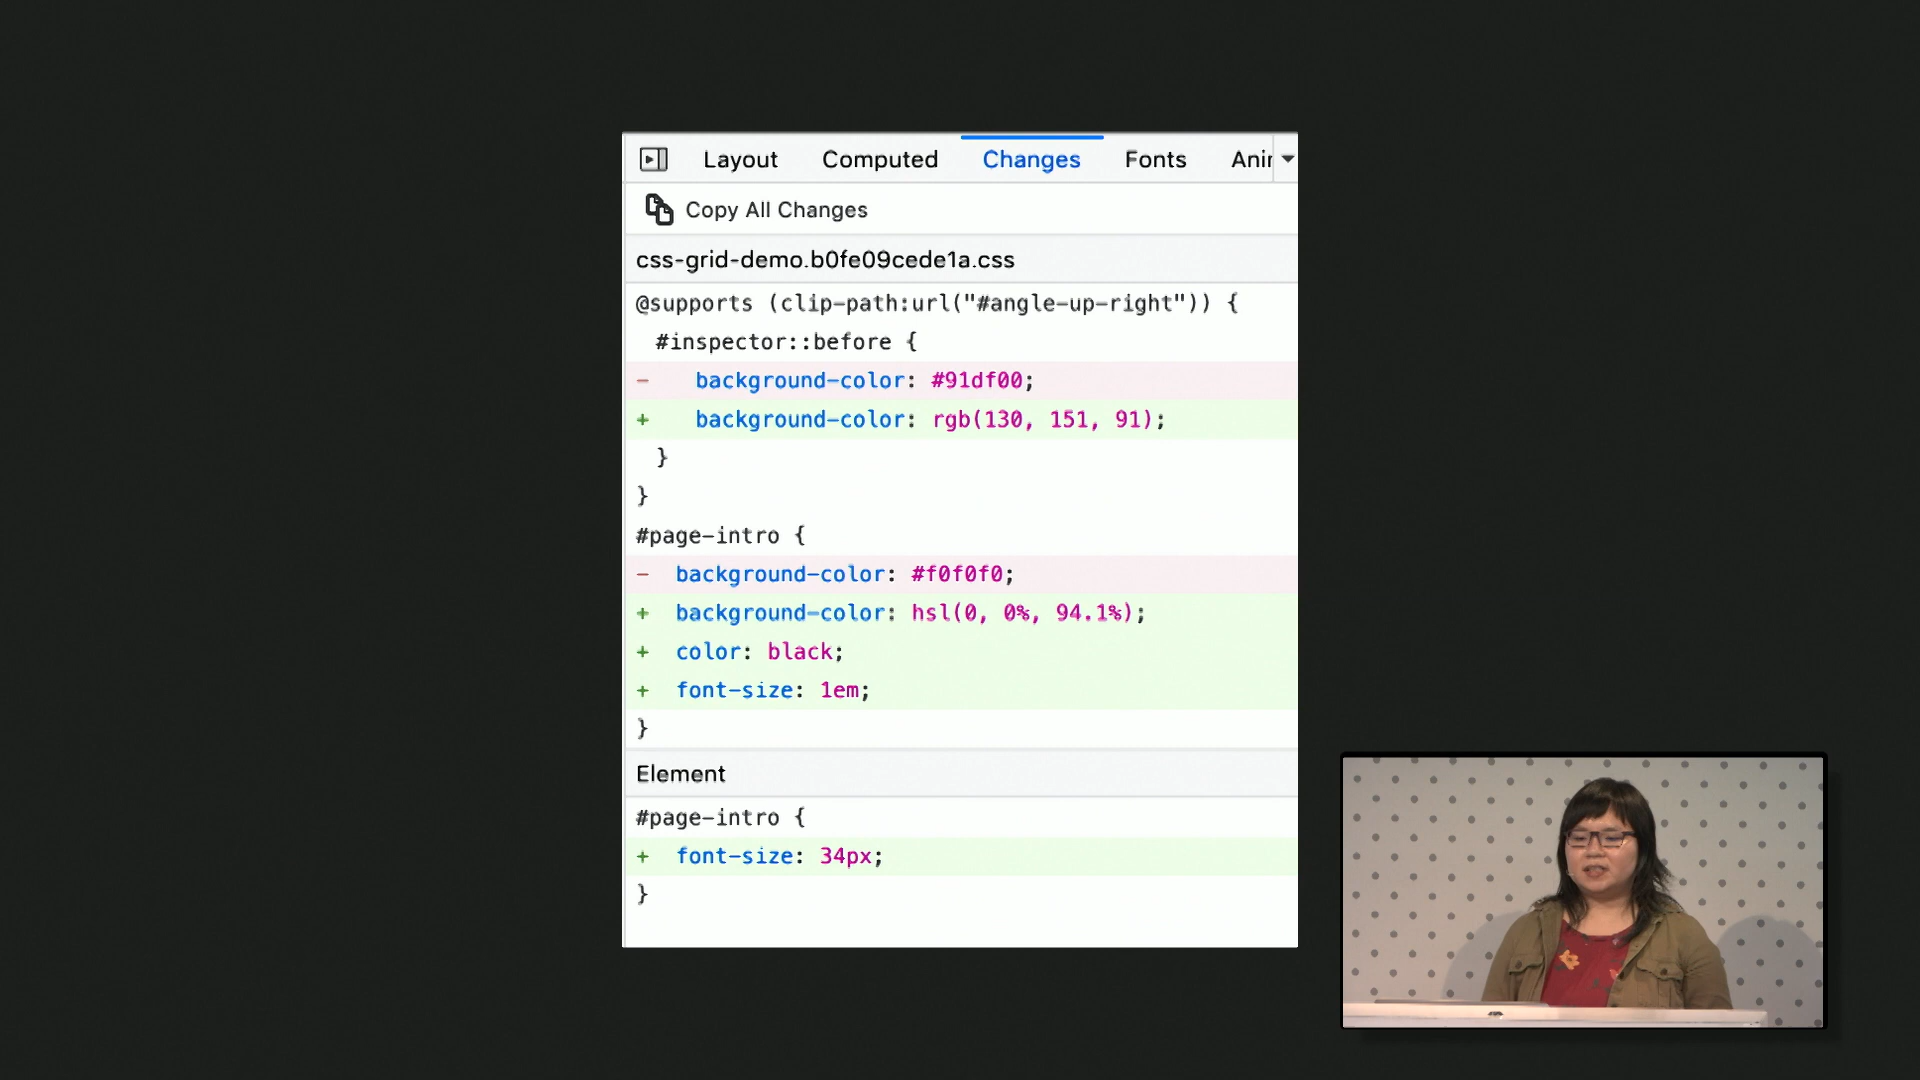 Layout Computed Changes Fonts Anir
Copy All Changes
css-grid-demo.b0fe09cede1a.css
@supports (clip-path:url("#angle-up-right")) {
#inspector::before {
- background-color: #91df00;
+ background-color: rgb(130, 151, 91);
}
}
#page-intro {
- background-color: #f0f0f0;
+ background-color: hsl(0, 0%, 94.1%);
+ color: black;
+ font-size: 1em;
}
Element
#page-intro {
+ font-size: 34px;
}